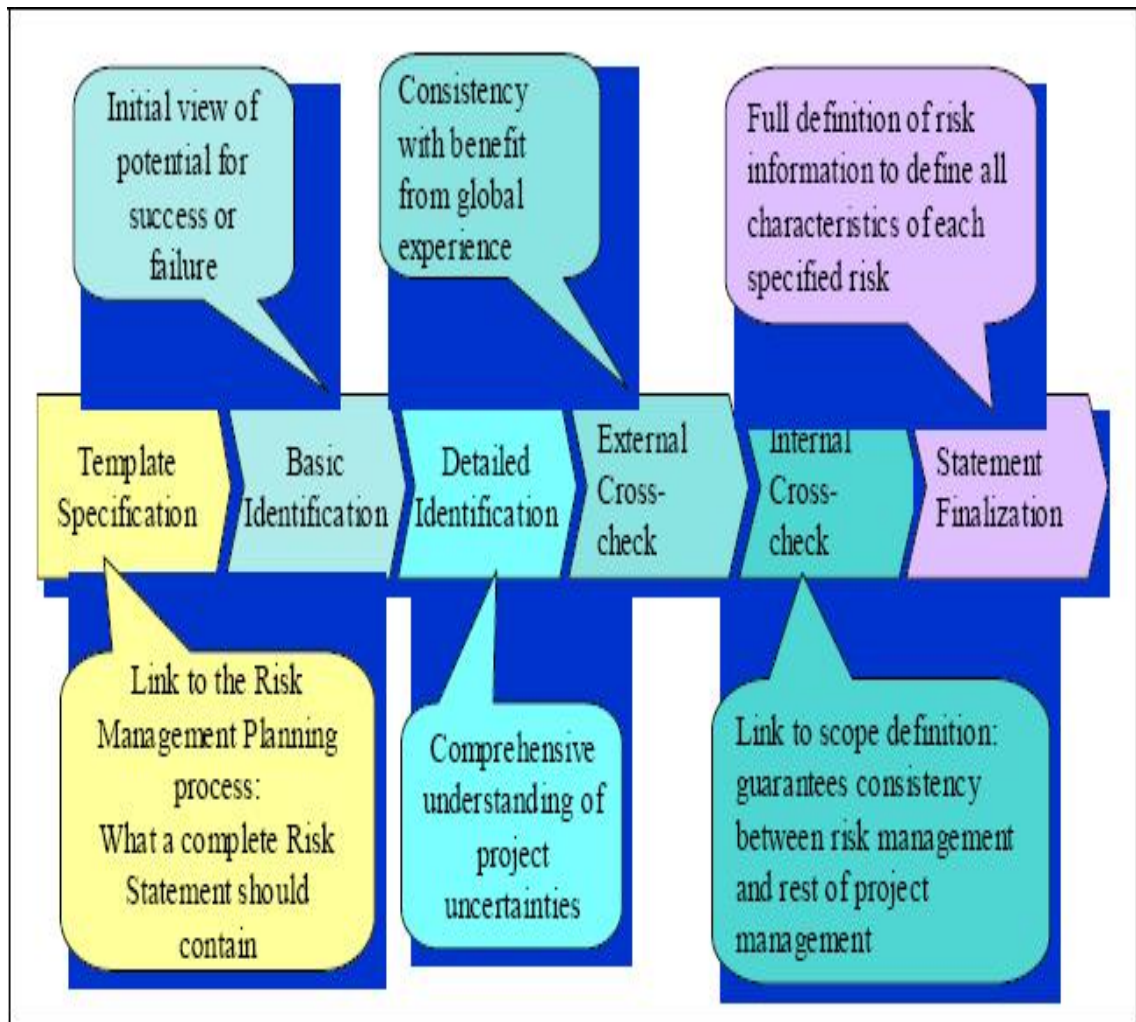 Initial view of
potential for
success or
failure
Consistency
with benefit
from global
experience
Full definition of risk
information to define all
characteristics of each
specified risk
Template
Specification
Basic
Identification
Detailed
Identification
External
Cross-
check
Internal
Cross-
check
Statement
Finalization
Link to the Risk
Management Planning
process:
What a complete Risk
Statement should
contain
Comprehensive
understanding of
project
uncertainties
Link to scope definition:
guarantees consistency
between risk management
and rest of project
management